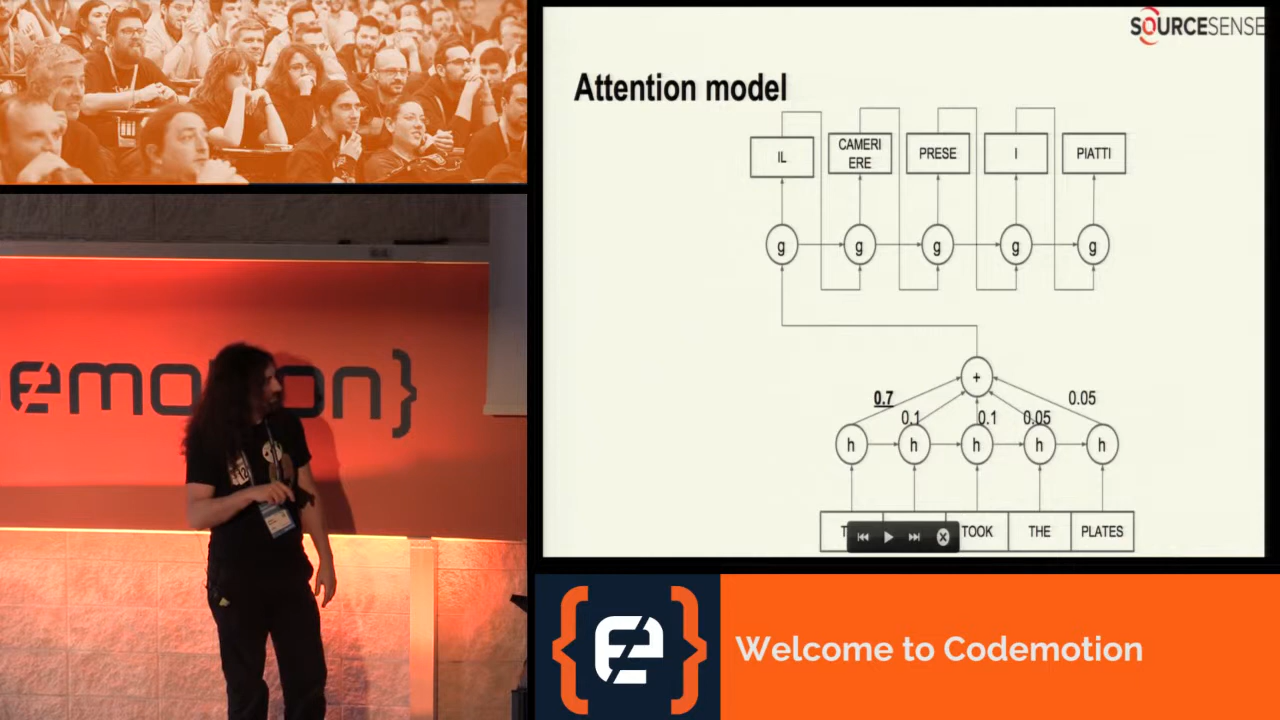 SOURCESENSE
Attention model
IL
CAMERI
ERE
PRESE
I
PIATTI
g
g
g
g
g
+
0.7
0.1
0.1
0.05
0.05
h
h
h
h
h
TOOK
THE
PLATES
Welcome to Codemotion